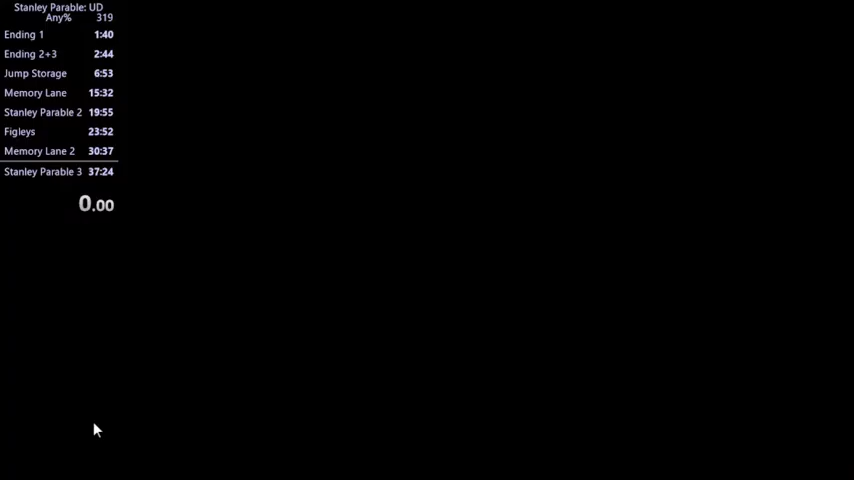 Stanley Parable: UD
Any% 319
Ending 1 1:40
Ending 2+3 2:44
Jump Storage 6:53
Memory Lane 15:32
Stanley Parable 2 19:55
Figleys 23:52
Memory Lane 2 30:37
Stanley Parable 3 37:24
0.00